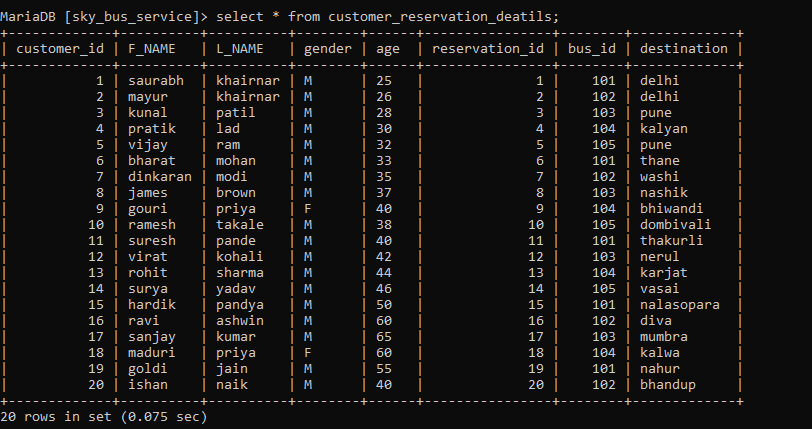 MariaDB [sky_bus_service]> select * from customer_reservation_deatils;
+-------------+----------+----------+--------+------+----------------+--------+-------------+
| customer_id | F_NAME   | L_NAME   | gender | age  | reservation_id | bus_id | destination |
+-------------+----------+----------+--------+------+----------------+--------+-------------+
|           1 | saurabh  | khairnar | M      | 25   |              1 |    101 | delhi       |
|           2 | mayur    | khairnar | M      | 26   |              2 |    102 | delhi       |
|           3 | kunal    | patil    | M      | 28   |              3 |    103 | pune        |
|           4 | pratik   | lad      | M      | 30   |              4 |    104 | kalyan      |
|           5 | vijay    | ram      | M      | 32   |              5 |    105 | pune        |
|           6 | bharat   | mohan    | M      | 33   |              6 |    101 | thane       |
|           7 | dinkaran | modi     | M      | 35   |              7 |    102 | washi       |
|           8 | james    | brown    | M      | 37   |              8 |    103 | nashik      |
|           9 | gouri    | priya    | F      | 40   |              9 |    104 | bhiwandi    |
|          10 | ramesh   | takale   | M      | 38   |             10 |    105 | dombivali   |
|          11 | suresh   | pande    | M      | 40   |             11 |    101 | thakurli    |
|          12 | virat    | kohali   | M      | 42   |             12 |    103 | nerul       |
|          13 | rohit    | sharma   | M      | 44   |             13 |    104 | karjat      |
|          14 | surya    | yadav    | M      | 46   |             14 |    105 | vasai       |
|          15 | hardik   | pandya   | M      | 50   |             15 |    101 | nalasopara  |
|          16 | ravi     | ashwin   | M      | 60   |             16 |    102 | diva        |
|          17 | sanjay   | kumar    | M      | 65   |             17 |    103 | mumbra      |
|          18 | maduri   | priya    | F      | 60   |             18 |    104 | kalwa       |
|          19 | goldi    | jain     | M      | 55   |             19 |    101 | nahur       |
|          20 | ishan    | naik     | M      | 40   |             20 |    102 | bhandup     |
+-------------+----------+----------+--------+------+----------------+--------+-------------+
20 rows in set (0.075 sec)